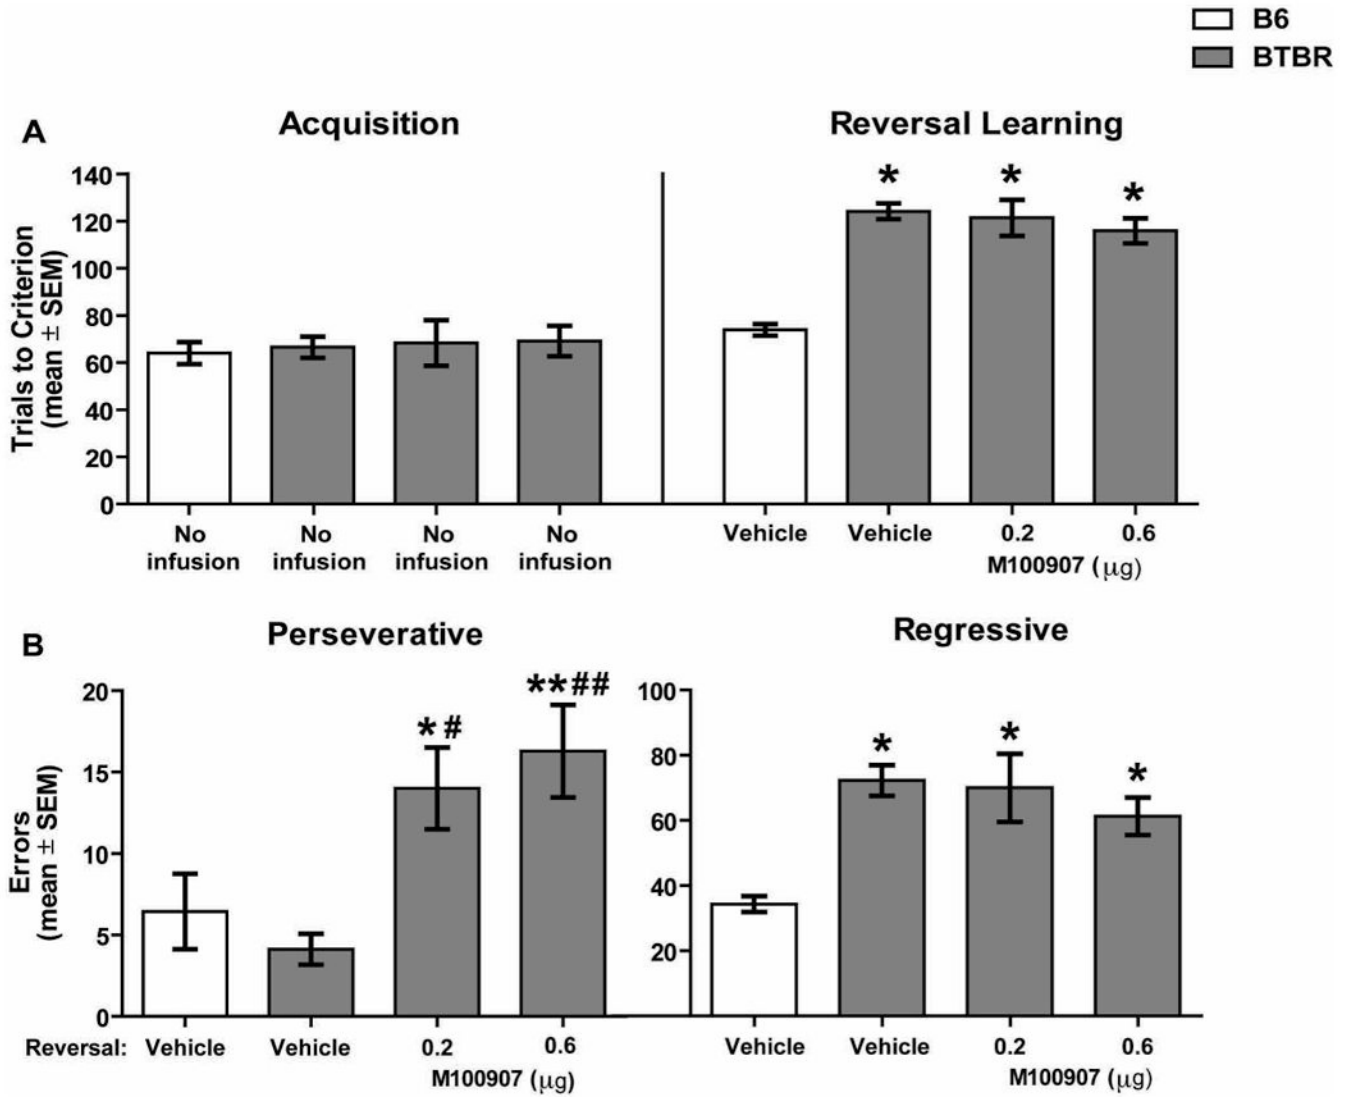 B6
BTBR
A
Acquisition
Reversal Learning
Trials to Criterion
(mean ± SEM)
140
120
100
80
60
40
20
0
* * *
No infusion
No infusion
No infusion
No infusion
Vehicle
Vehicle
0.2
0.6
M100907 (µg)
B
Perseverative
Regressive
Errors
(mean ± SEM)
20
15
10
5
0
*#
**##
100
80
60
40
20
* * *
Reversal: Vehicle Vehicle 0.2 0.6
M100907 (µg)
Vehicle Vehicle 0.2 0.6
M100907 (µg)